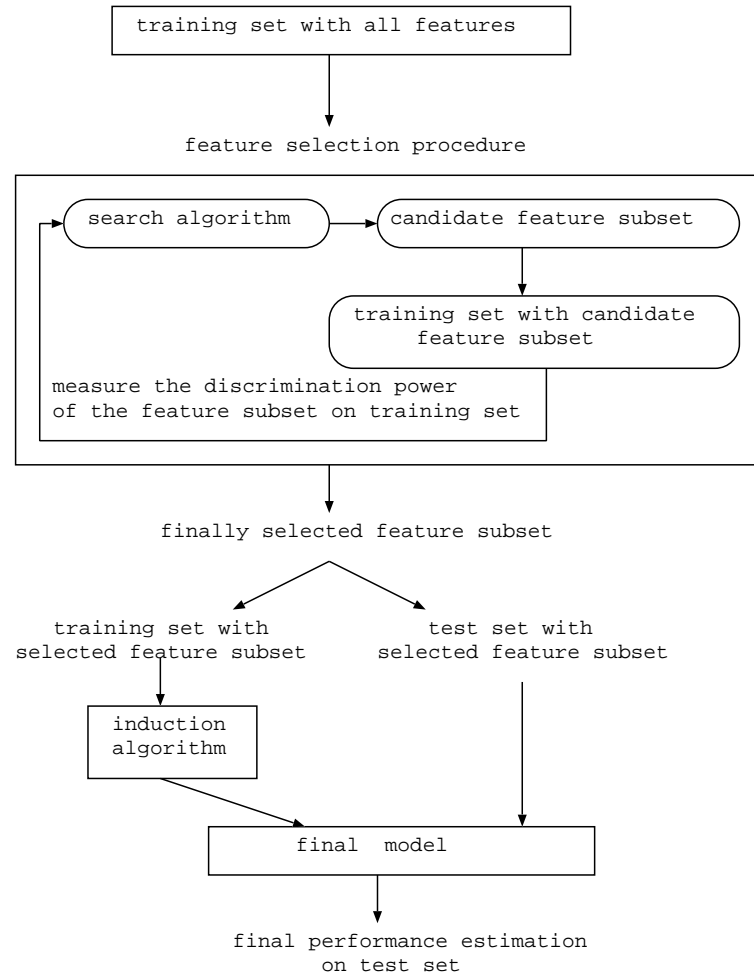 training set with all features
feature selection procedure
search algorithm
candidate feature subset
training set with candidate
feature subset
measure the discrimination power
of the feature subset on training set
finally selected feature subset
training set with
selected feature subset
test set with
selected feature subset
induction
algorithm
final model
final performance estimation
on test set